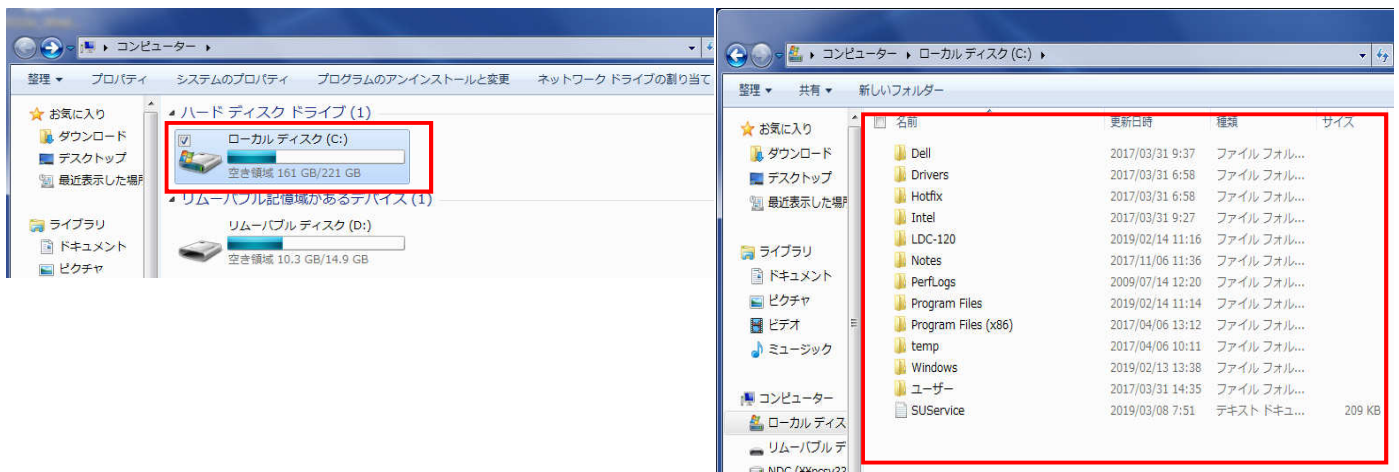 コンピューター
整理 プロパティ システムのプロパティ プログラムのアンインストールと変更 ネットワーク ドライブの割り当て
お気に入り
ダウンロード
デスクトップ
最近表示した場所
ライブラリ
ドキュメント
ピクチャ
ハード ディスク ドライブ (1)
ローカル ディスク (C:)
空き領域 161 GB/221 GB
リムーバブル記憶域があるデバイス (1)
リムーバブル ディスク (D:)
空き領域 10.3 GB/14.9 GB
コンピューター ローカル ディスク (C:)
整理 共有 新しいフォルダー
お気に入り
ダウンロード
デスクトップ
最近表示した場所
ライブラリ
ドキュメント
ピクチャ
ビデオ
ミュージック
コンピューター
ローカル ディス
リムーバブル デ
名前 更新日時 種類 サイズ
Dell 2017/03/31 9:37 ファイル フォル...
Drivers 2017/03/31 6:58 ファイル フォル...
Hotfix 2017/03/31 6:58 ファイル フォル...
Intel 2017/03/31 9:27 ファイル フォル...
LDC-120 2019/02/14 11:16 ファイル フォル...
Notes 2017/11/06 11:36 ファイル フォル...
PerfLogs 2009/07/14 12:20 ファイル フォル...
Program Files 2019/02/14 11:14 ファイル フォル...
Program Files (x86) 2017/04/06 13:12 ファイル フォル...
temp 2017/04/06 10:11 ファイル フォル...
Windows 2019/02/13 13:38 ファイル フォル...
ユーザー 2017/03/31 14:35 ファイル フォル...
SUService 2019/03/08 7:51 テキスト ドキュ... 209 KB